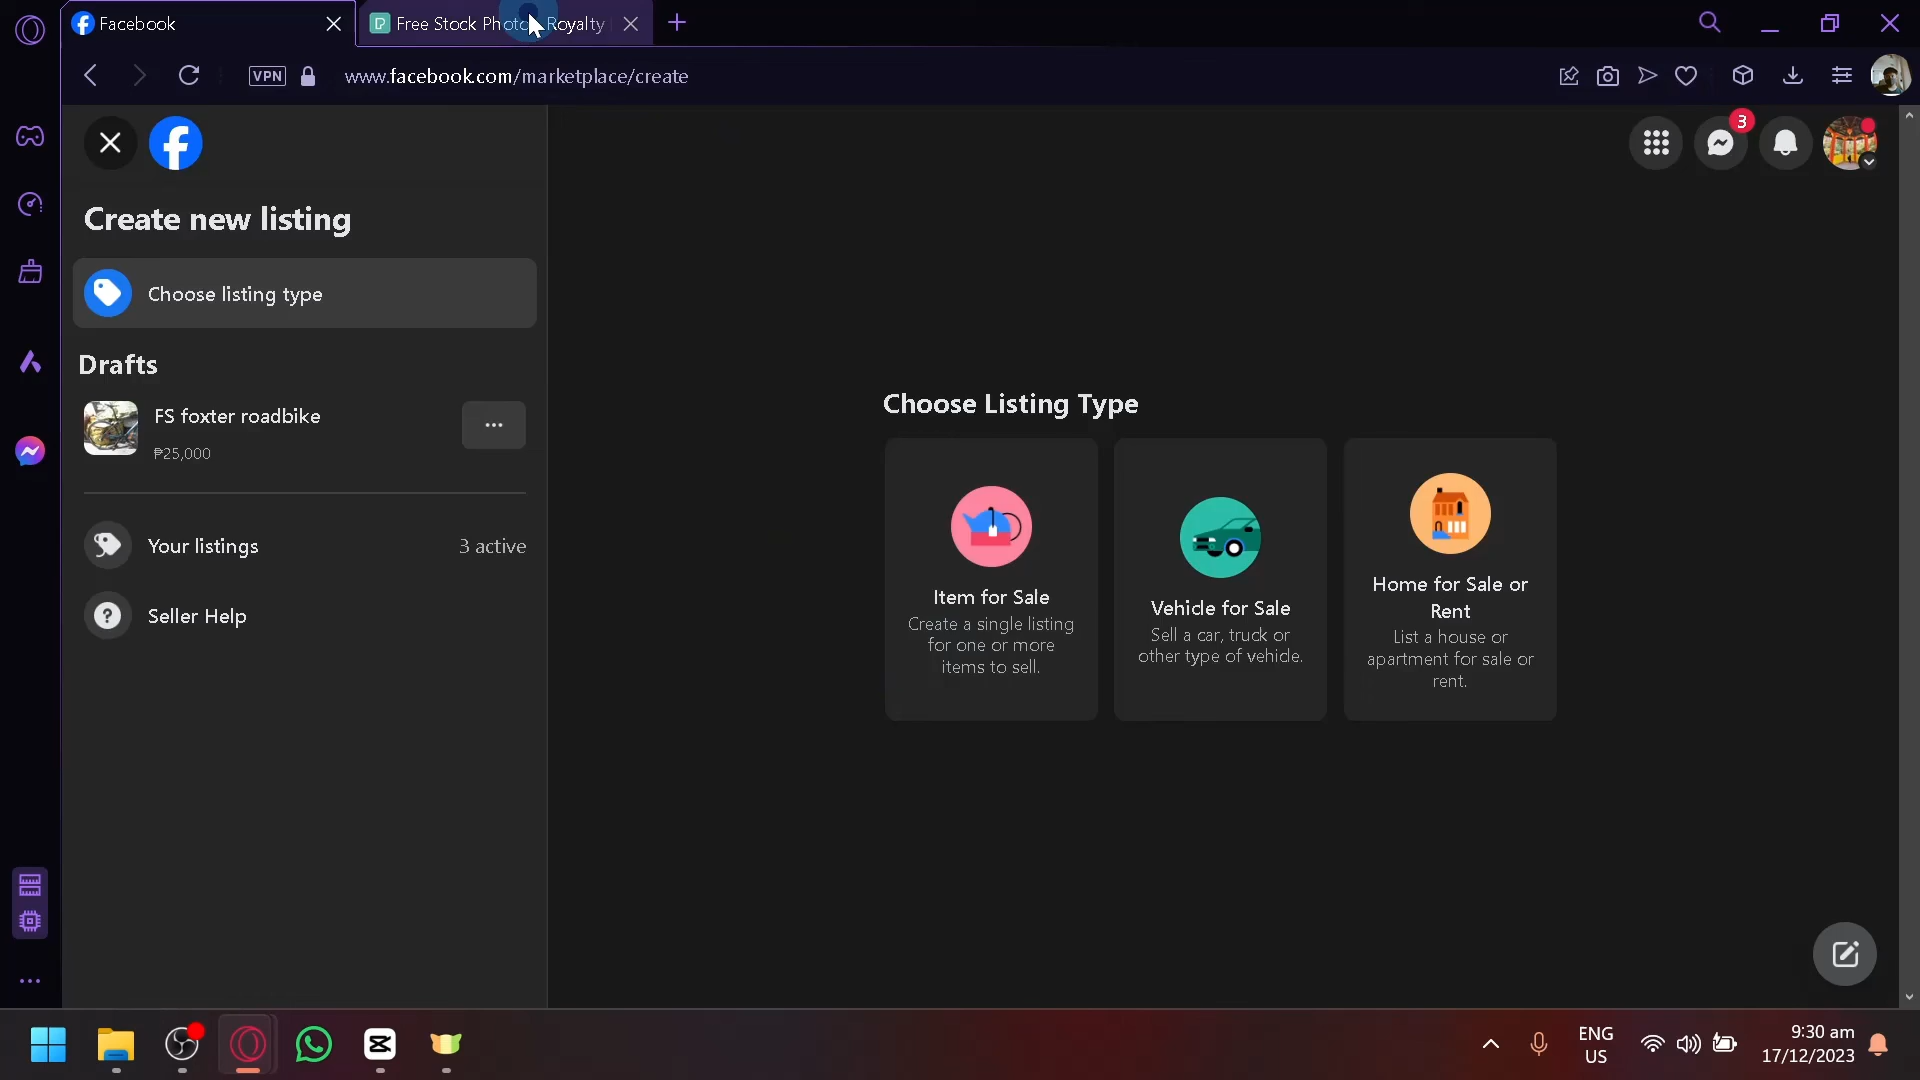 Facebook
Free Stock Photo Royalty
VPN
www.facebook.com/marketplace/create
3
Create new listing
Choose listing type
Drafts
FS foxter roadbike
₱25,000
Your listings
3 active
Seller Help
Choose Listing Type
Item for Sale
Create a single listing
for one or more
items to sell.
Vehicle for Sale
Sell a car, truck or
other type of vehicle.
Home for Sale or
Rent
List a house or
apartment for sale or
rent.
ENG
US
9:30 am
17/12/2023